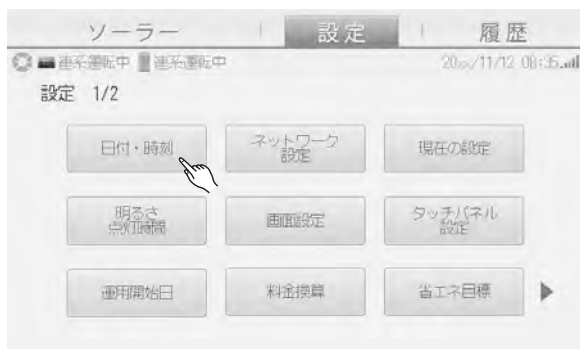 ソーラー 設定 履歴
連系運転中 連系運転中 20○○/11/12 08:35
設定 1/2
日付・時刻 ネットワーク設定 現在の設定
明るさ点灯時間 画面設定 タッチパネル設定
運用開始日 料金換算 省エネ目標